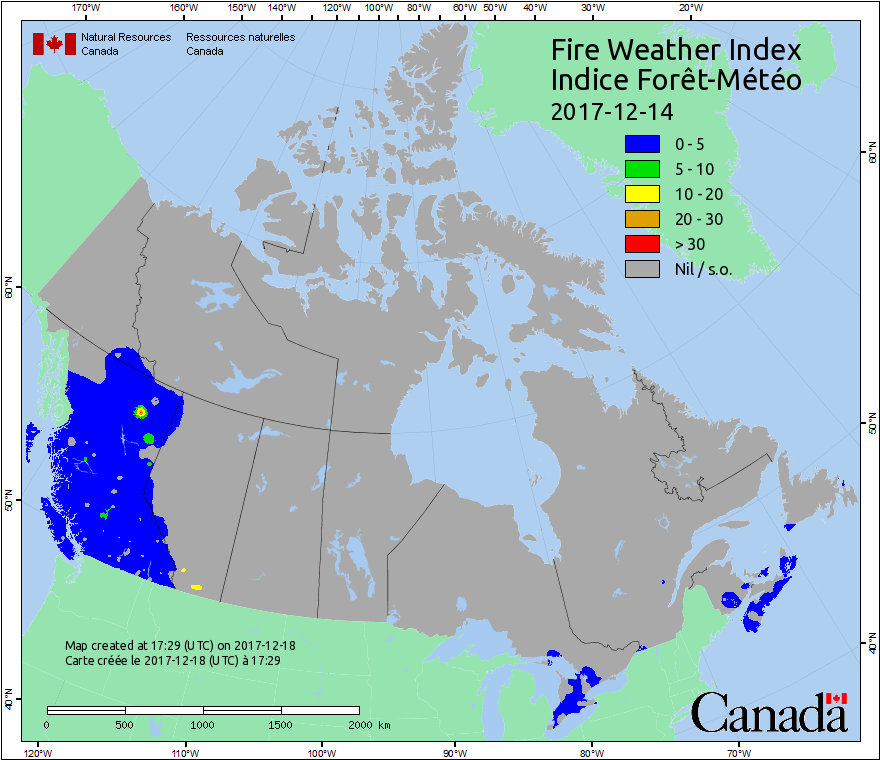 170°W 160°W 150°W 140°W 130°W 120°W 110°W 100°W 90°W 80°W 60°W 50°W 40°W 30°W 20°W
Natural Resources Ressources naturelles
Canada Canada
Fire Weather Index
Indice Forêt-Météo
2017-12-14
0 - 5
5 - 10
10 - 20
20 - 30
> 30
Nil / s.o.
60°N 60°N
50°N 50°N
40°N 40°N
Map created at 17:29 (UTC) on 2017-12-18
Carte créée le 2017-12-18 (UTC) à 17:29
0 500 1000 1500 2000 km
Canada
120°W 110°W 100°W 90°W 80°W 70°W